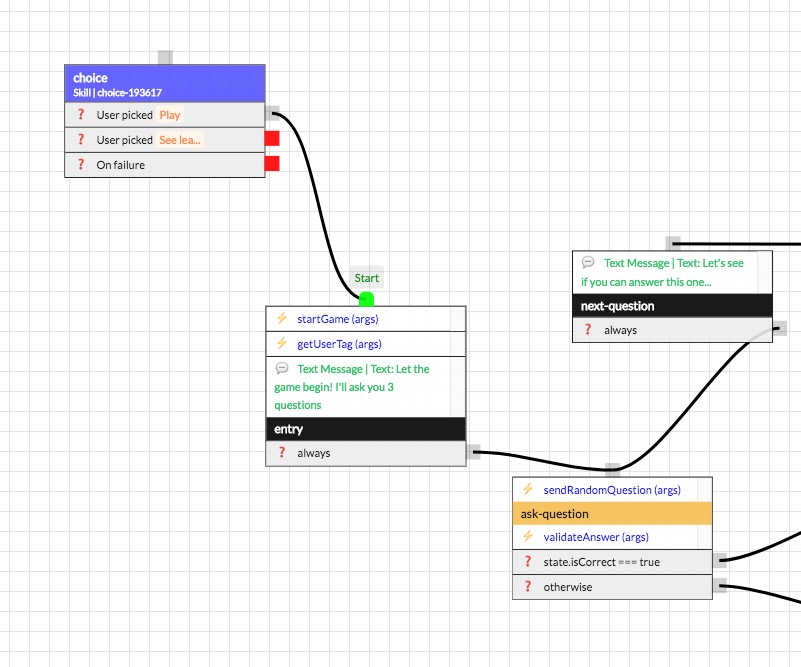 choice
Skill | choice-193617
? User picked Play
? User picked See lea...
? On failure
Start
startGame (args)
getUserTag (args)
Text Message | Text: Let the
game begin! I'll ask you 3
questions
entry
? always
Text Message | Text: Let's see
if you can answer this one...
next-question
? always
sendRandomQuestion (args)
ask-question
validateAnswer (args)
? state.isCorrect === true
? otherwise